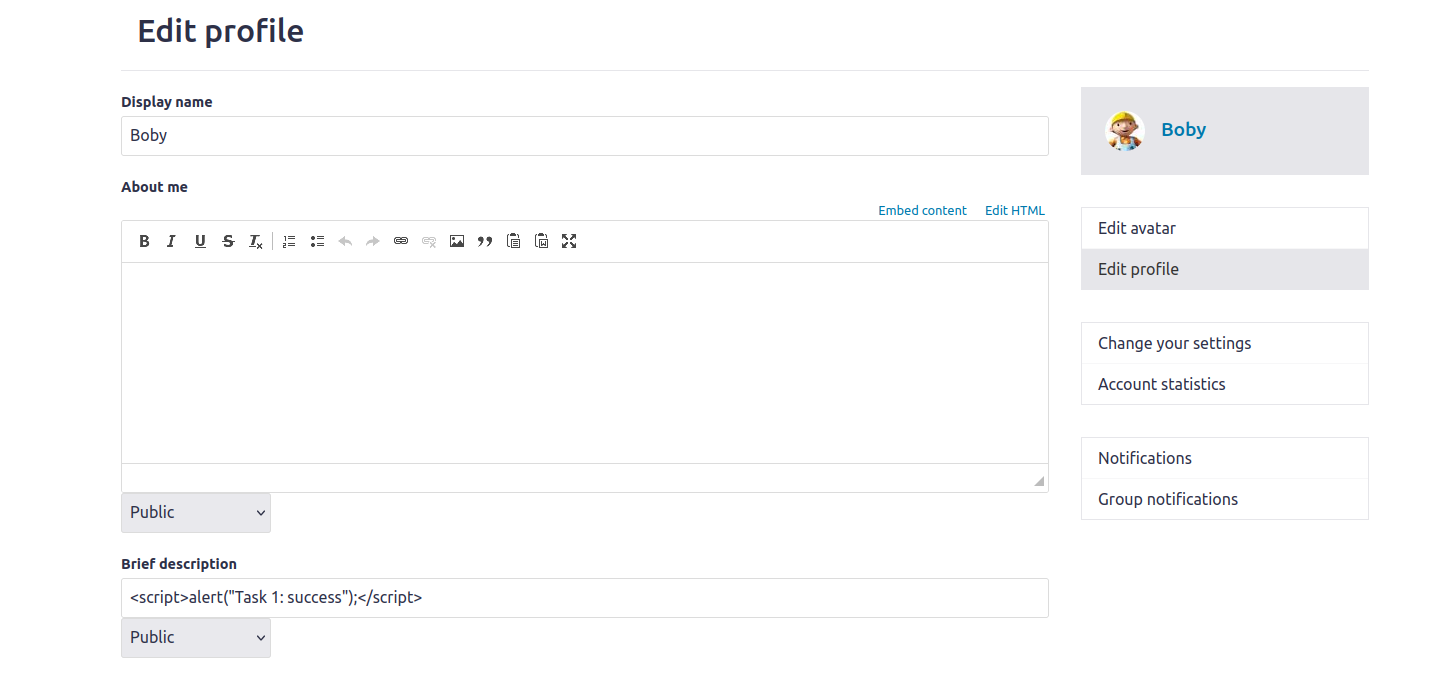 Edit profile
Display name
Boby
About me
Embed content Edit HTML
B I U S Tx
Public
Brief description
<script>alert("Task 1: success");</script>
Public
Boby
Edit avatar
Edit profile
Change your settings
Account statistics
Notifications
Group notifications